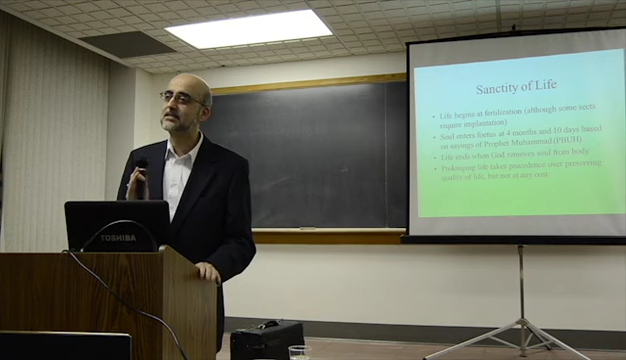 Sanctity of Life
• Life begins at fertilization (although some sects
require implantation)
• Soul enters foetus at 4 months and 10 days based
on sayings of Prophet Muhammad (PBUH)
• Life ends when God removes soul from body
• Prolonging life takes precedence over preserving
quality of life, but not at any cost
TOSHIBA